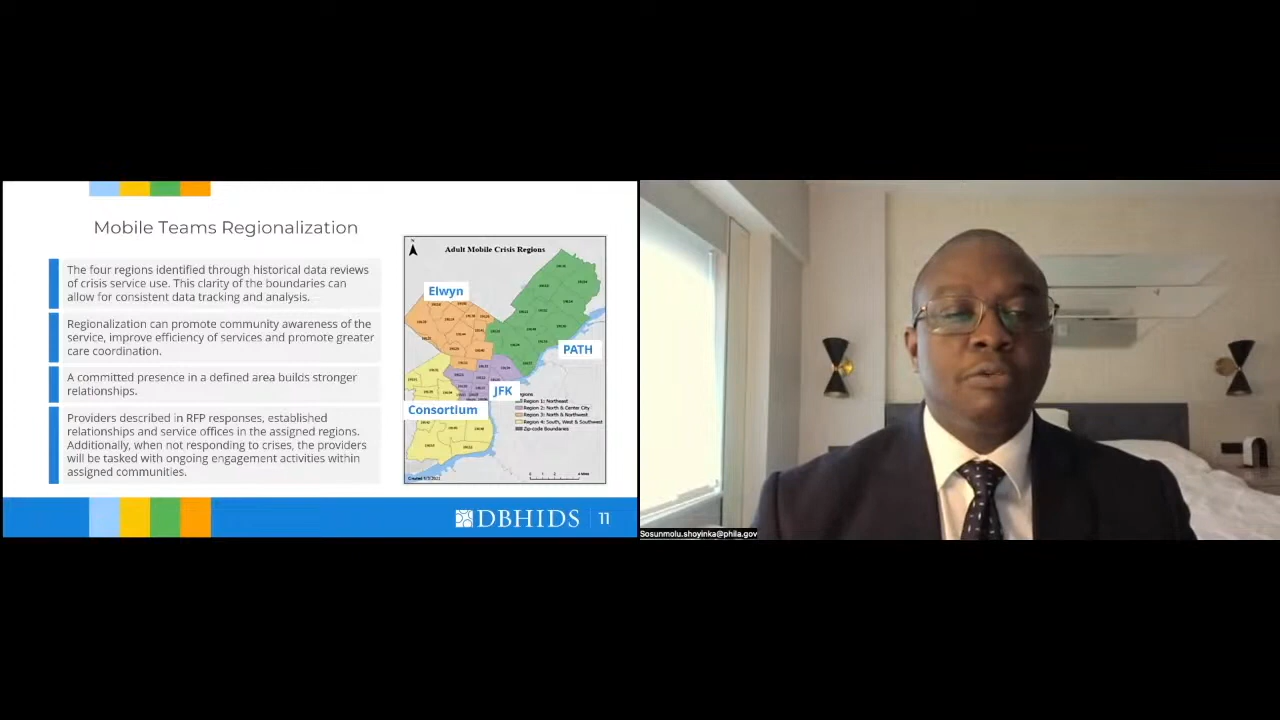 Mobile Teams Regionalization
The four regions identified through historical data reviews
of crisis service use. This clarity of the boundaries can
allow for consistent data tracking and analysis.
Regionalization can promote community awareness of the
service, improve efficiency of services and promote greater
care coordination.
A committed presence in a defined area builds stronger
relationships.
Providers described in RFP responses, established
relationships and service offices in the assigned regions.
Additionally, when not responding to crises, the providers
will be tasked with ongoing engagement activities within
assigned communities.
Adult Mobile Crisis Regions
Elwyn
PATH
JFK
Consortium
Region 1: Northeast
Region 2: North & Center City
Region 3: North & Northwest
Region 4: South, West & Southwest
Zip code Boundaries
DBHIDS 11
Sosunmolu.shoyinka@phila.gov